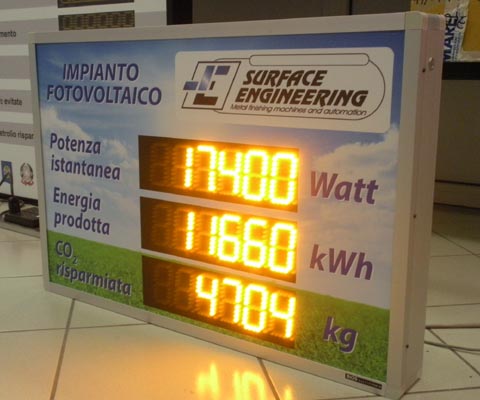 IMPIANTO
FOTOVOLTAICO
SURFACE
ENGINEERING
Metal finishing machines and automation
Potenza
istantanea
17400 Watt
Energia
prodotta
11660 kWh
CO2
risparmiata
4704 kg
evitate